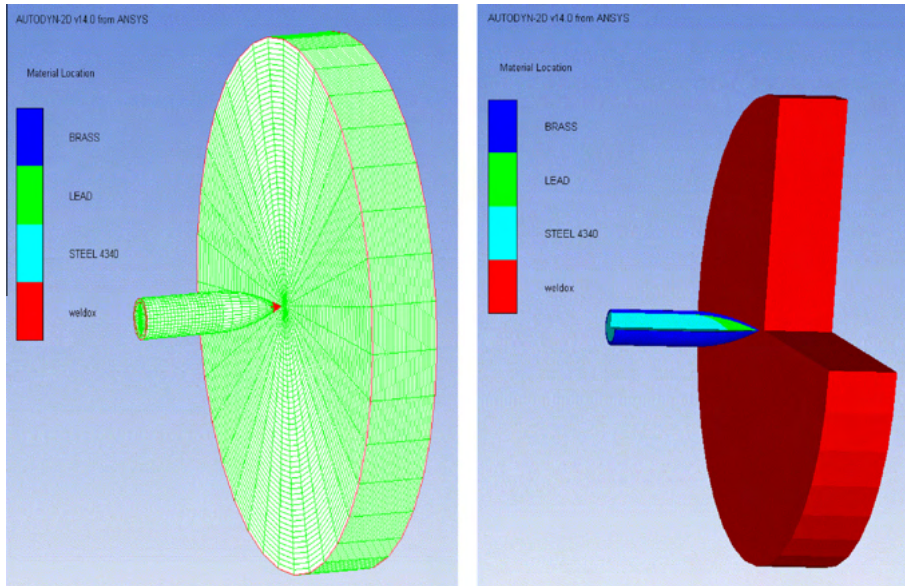 AUTODYN-2D v14.0 from ANSYS
Material Location
BRASS
LEAD
STEEL 4340
weldox
AUTODYN-2D v14.0 from ANSYS
Material Location
BRASS
LEAD
STEEL 4340
weldox